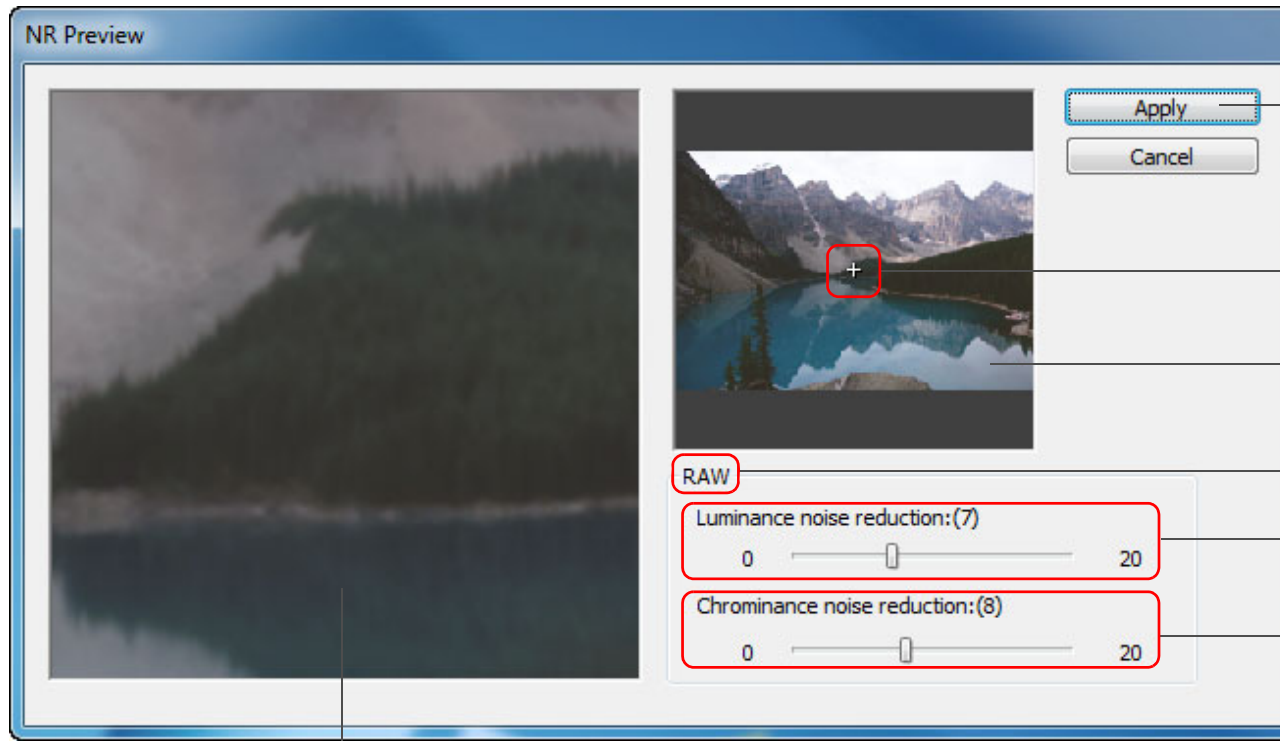 NR Preview
Apply
Cancel
RAW
Luminance noise reduction:(7)
0 20
Chrominance noise reduction:(8)
0 20